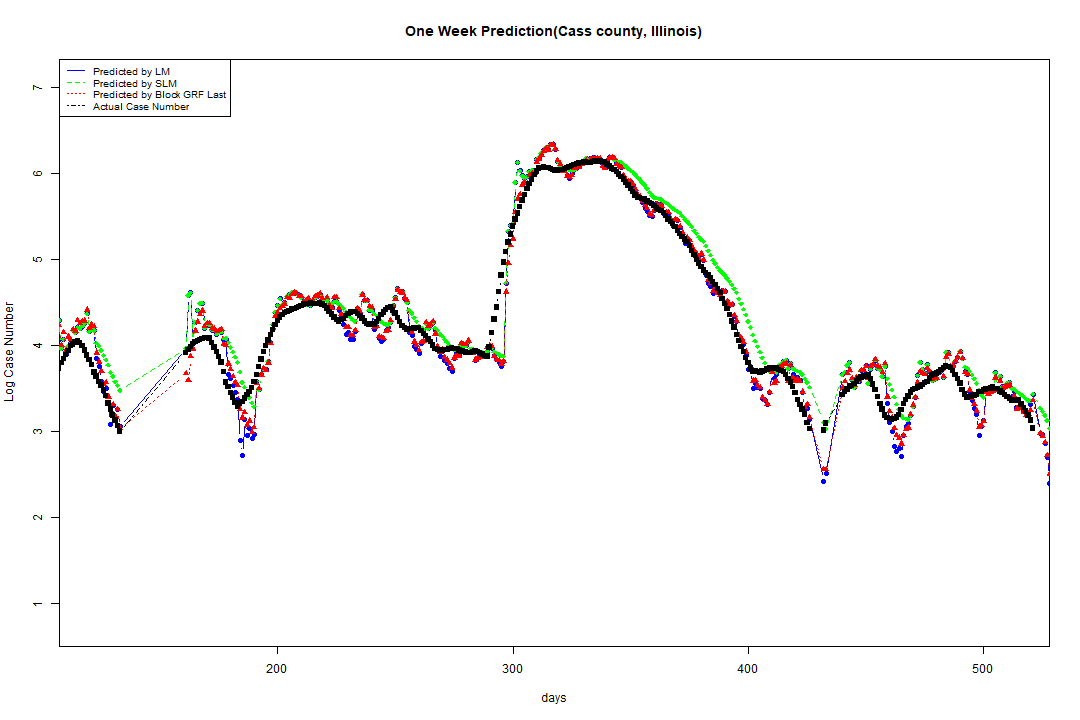 One Week Prediction(Cass county, Illinois)
Predicted by LM
Predicted by SLM
Predicted by Block GRF Last
Actual Case Number
7
6
5
4
3
2
1
Log Case Number
200
300
400
500
days